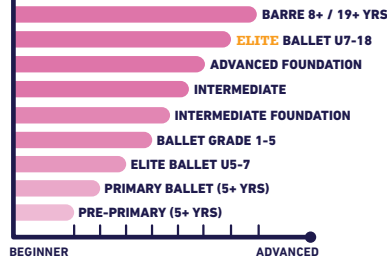 BARRE 8+ / 19+ YRS
ELITE BALLET U7-18
ADVANCED FOUNDATION
INTERMEDIATE
INTERMEDIATE FOUNDATION
BALLET GRADE 1-5
ELITE BALLET U5-7
PRIMARY BALLET (5+ YRS)
PRE-PRIMARY (5+ YRS)
BEGINNER ADVANCED